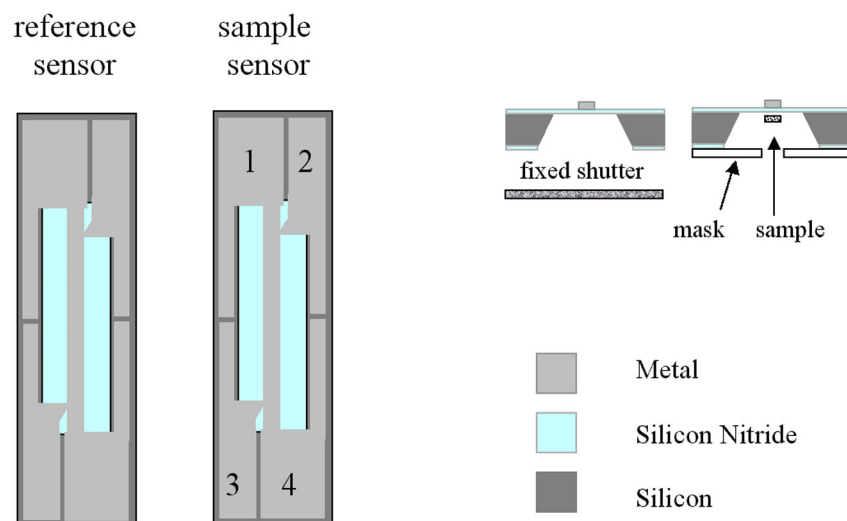 reference
sensor
sample
sensor
1
2
3
4
fixed shutter
mask
sample
Metal
Silicon Nitride
Silicon